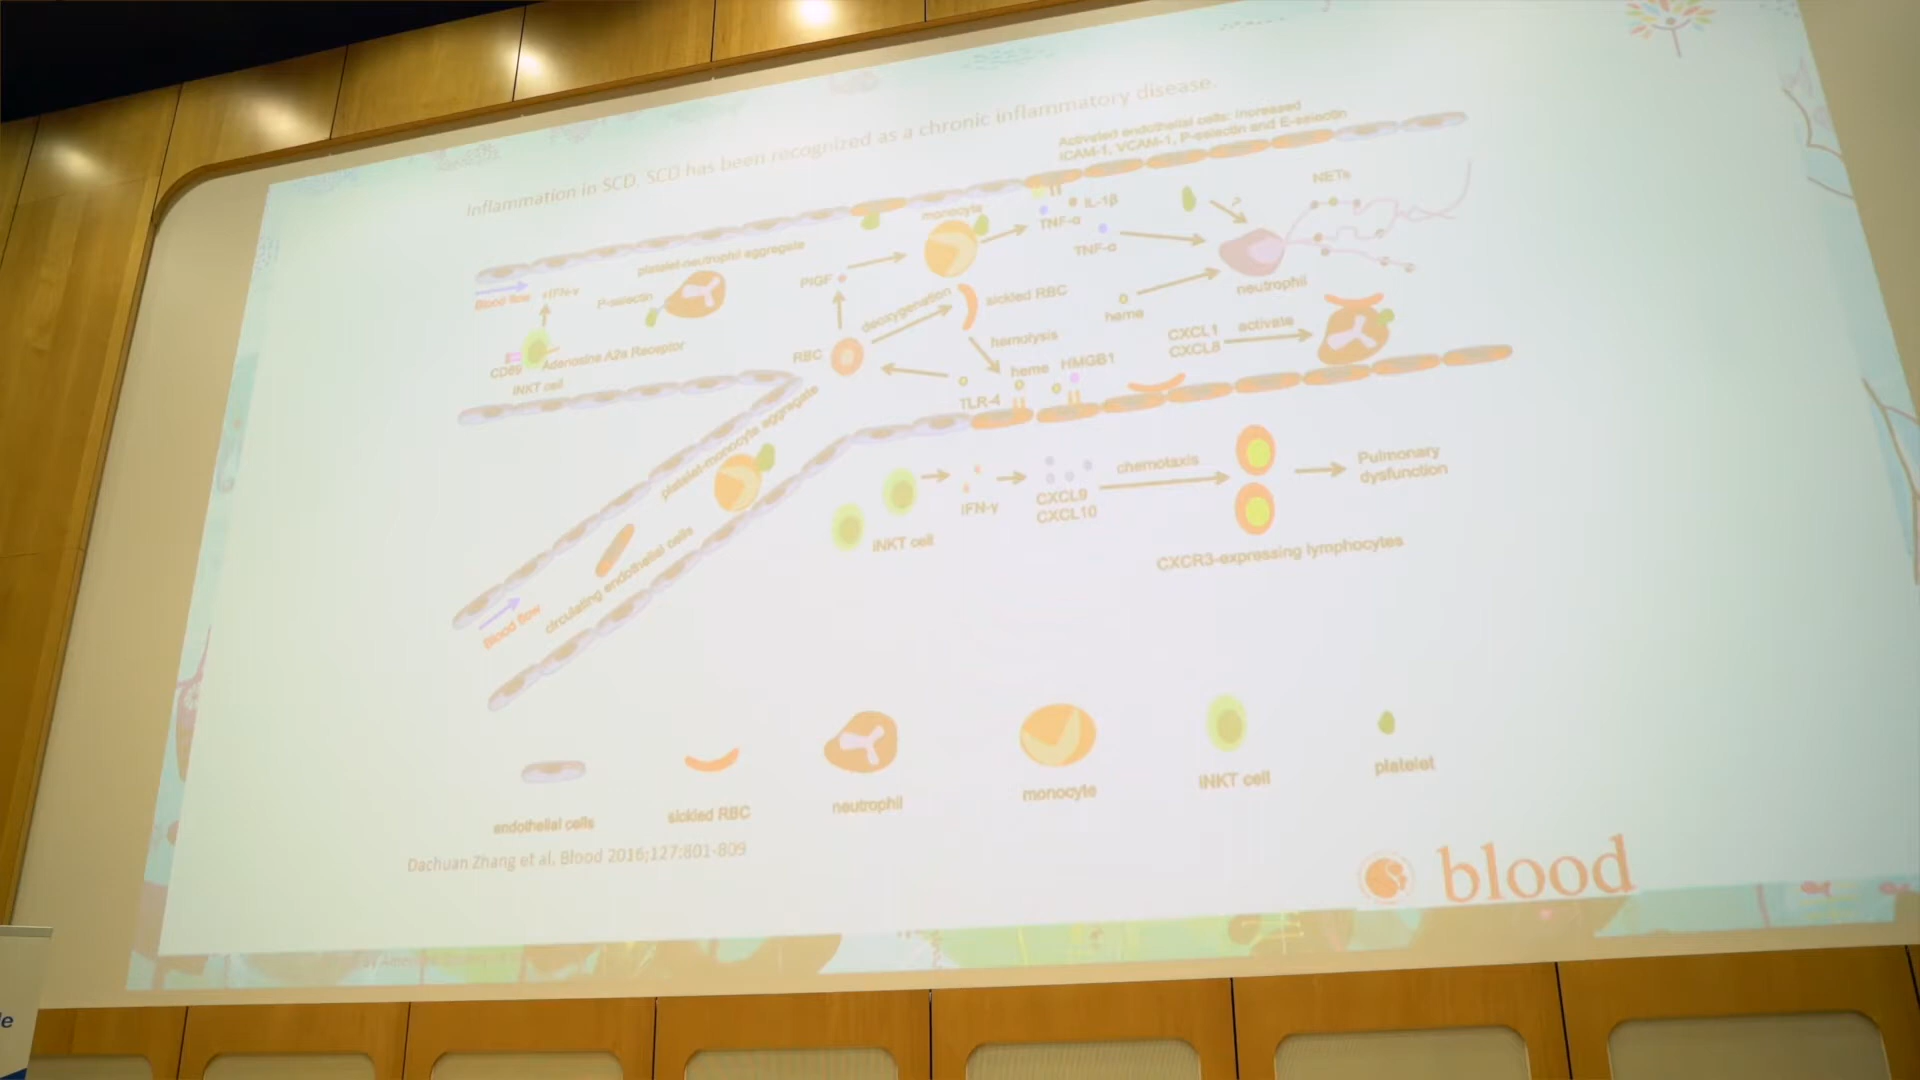 Inflammation in SCD. SCD has been recognized as a chronic inflammatory disease.
Activated endothelial cells: increased
ICAM-1, VCAM-1, P-selectin and E-selectin
NETs
monocyte
IL-1β
TNF-α
TNF-α
?
platelet-neutrophil aggregate
Blood flow
IFN-γ
P-selectin
PIGF
neutrophil
deoxygenation
sickled RBC
heme
CXCL1
CXCL8
activate
hemolysis
RBC
heme
HMGB1
Adenosine A2a Receptor
CD69
iNKT cell
TLR-4
platelet-monocyte aggregate
chemotaxis
Pulmonary
dysfunction
IFN-γ
CXCL9
CXCL10
iNKT cell
CXCR3-expressing lymphocytes
circulating endothelial cells
Blood flow
endothelial cells
sickled RBC
neutrophil
monocyte
iNKT cell
platelet
Dachuan Zhang et al. Blood 2016;127:801-809
blood